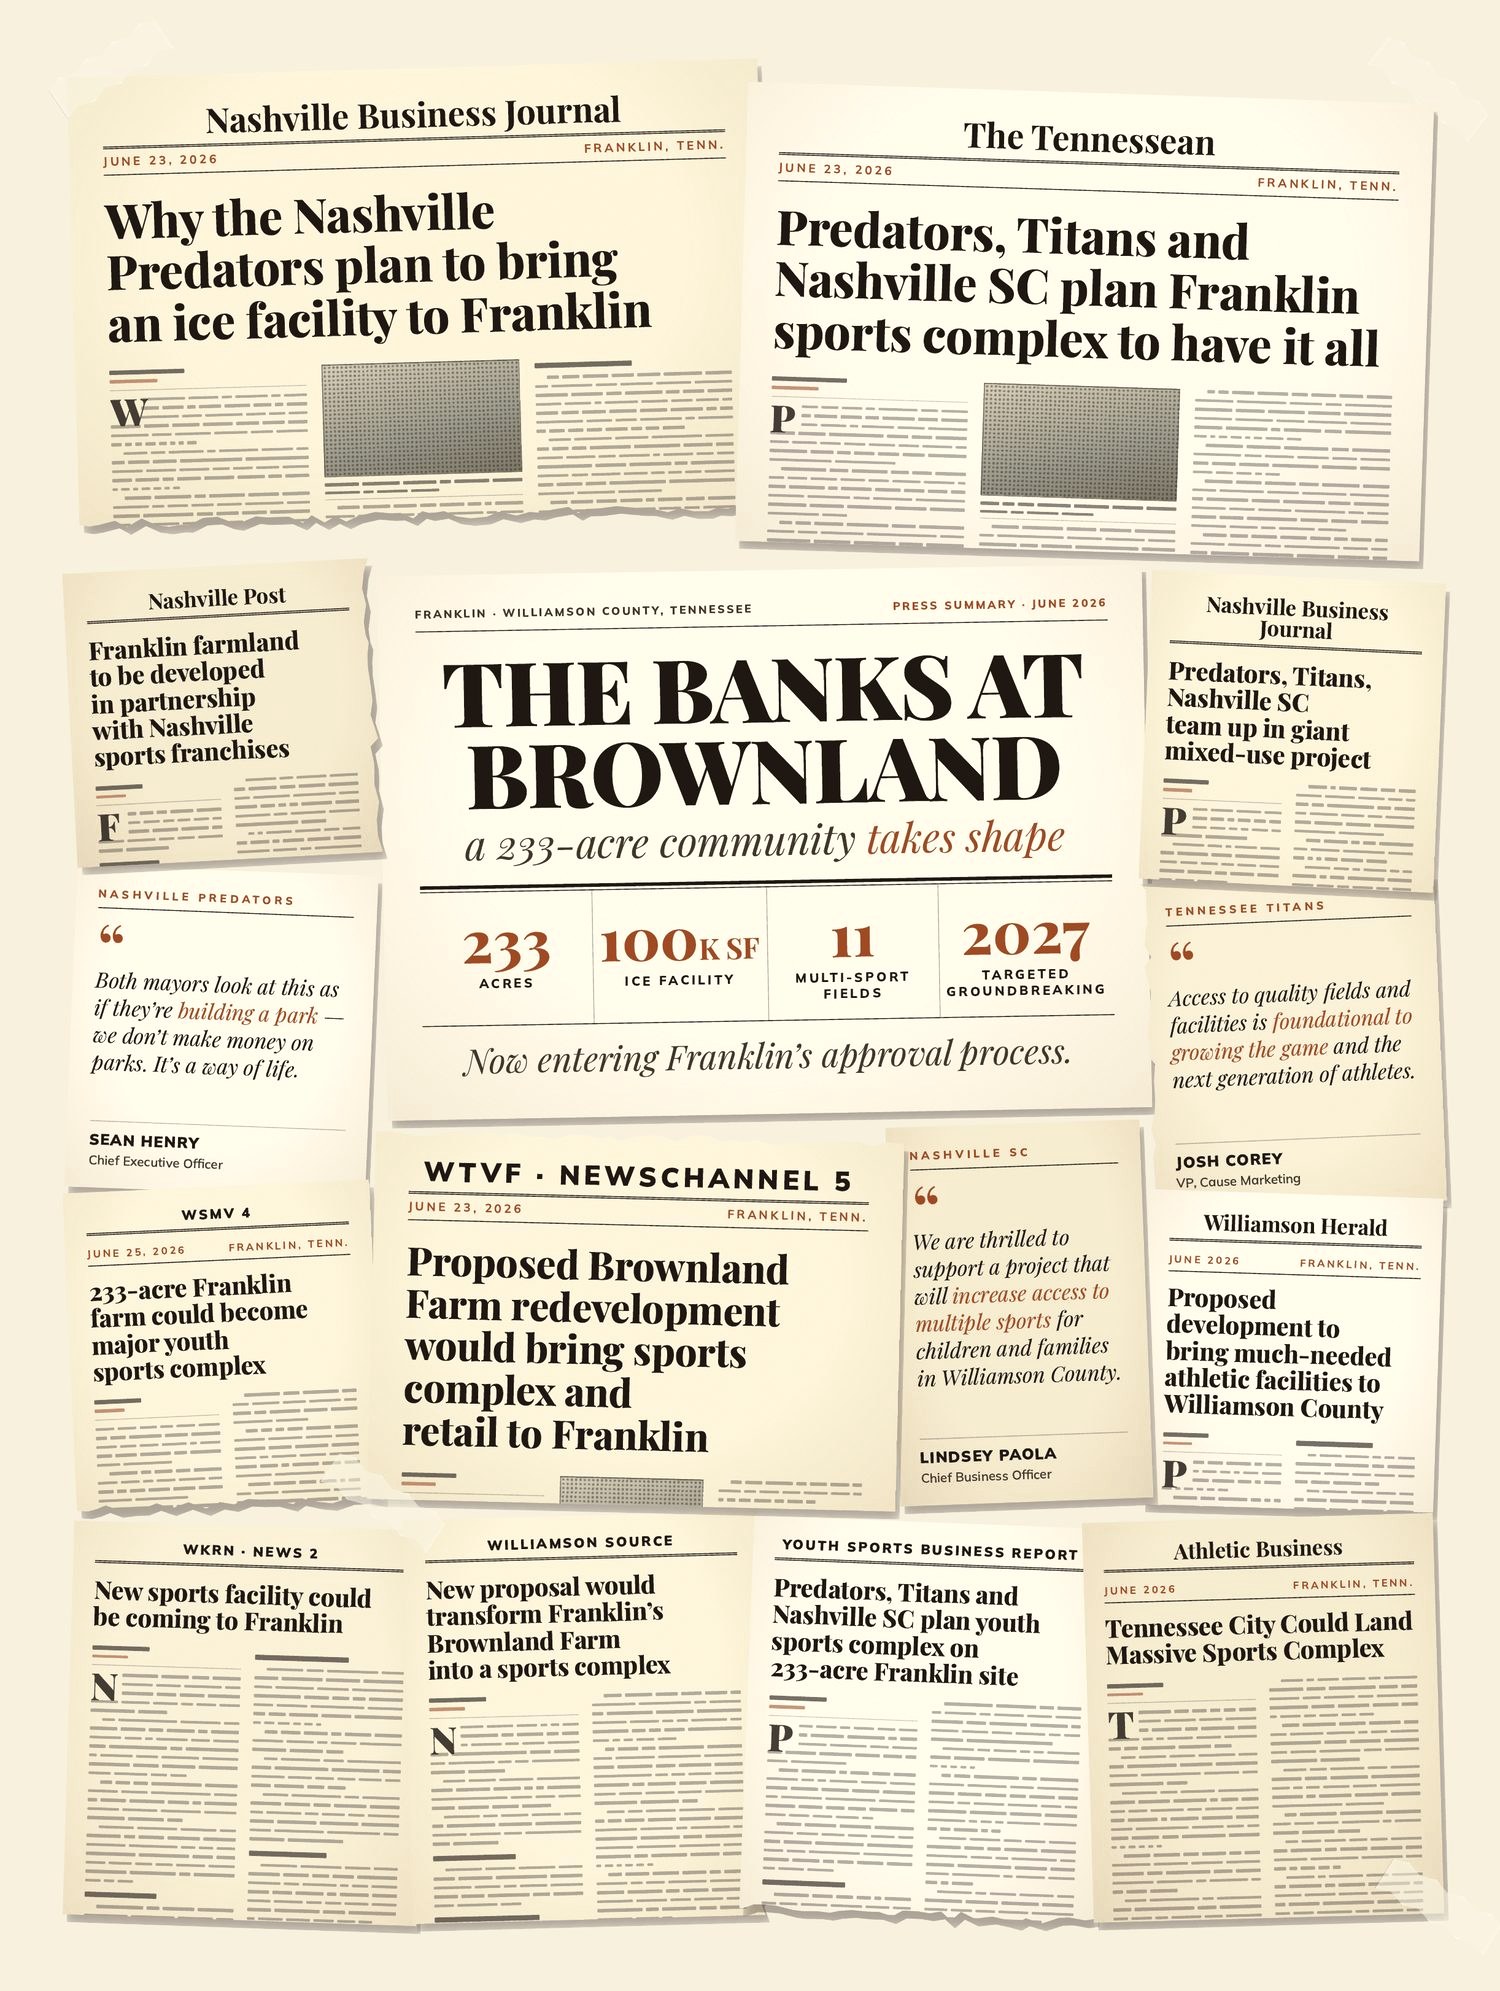 Nashville Business Journal
JUNE 23, 2026 FRANKLIN, TENN.
Why the Nashville
Predators plan to bring
an ice facility to Franklin
W
The Tennessean
JUNE 23, 2026 FRANKLIN, TENN.
Predators, Titans and
Nashville SC plan Franklin
sports complex to have it all
P
Nashville Post
Franklin farmland
to be developed
in partnership
with Nashville
sports franchises
F
FRANKLIN · WILLIAMSON COUNTY, TENNESSEE PRESS SUMMARY · JUNE 2026
THE BANKS AT
BROWNLAND
a 233-acre community takes shape
233
ACRES
100K SF
ICE FACILITY
11
MULTI-SPORT
FIELDS
2027
TARGETED
GROUNDBREAKING
Now entering Franklin's approval process.
Nashville Business
Journal
Predators, Titans,
Nashville SC
team up in giant
mixed-use project
P
NASHVILLE PREDATORS
“
Both mayors look at this as
if they're building a park —
we don't make money on
parks. It's a way of life.
SEAN HENRY
Chief Executive Officer
TENNESSEE TITANS
“
Access to quality fields and
facilities is foundational to
growing the game and the
next generation of athletes.
JOSH COREY
VP, Cause Marketing
WSMV 4
JUNE 25, 2026 FRANKLIN, TENN.
233-acre Franklin
farm could become
major youth
sports complex
WTVF · NEWSCHANNEL 5
JUNE 23, 2026 FRANKLIN, TENN.
Proposed Brownland
Farm redevelopment
would bring sports
complex and
retail to Franklin
NASHVILLE SC
“
We are thrilled to
support a project that
will increase access to
multiple sports for
children and families
in Williamson County.
LINDSEY PAOLA
Chief Business Officer
Williamson Herald
JUNE 2026 FRANKLIN, TENN.
Proposed
development to
bring much-needed
athletic facilities to
Williamson County
P
WKRN · NEWS 2
New sports facility could
be coming to Franklin
N
WILLIAMSON SOURCE
New proposal would
transform Franklin's
Brownland Farm
into a sports complex
N
YOUTH SPORTS BUSINESS REPORT
Predators, Titans and
Nashville SC plan youth
sports complex on
233-acre Franklin site
P
Athletic Business
JUNE 2026 FRANKLIN, TENN.
Tennessee City Could Land
Massive Sports Complex
T